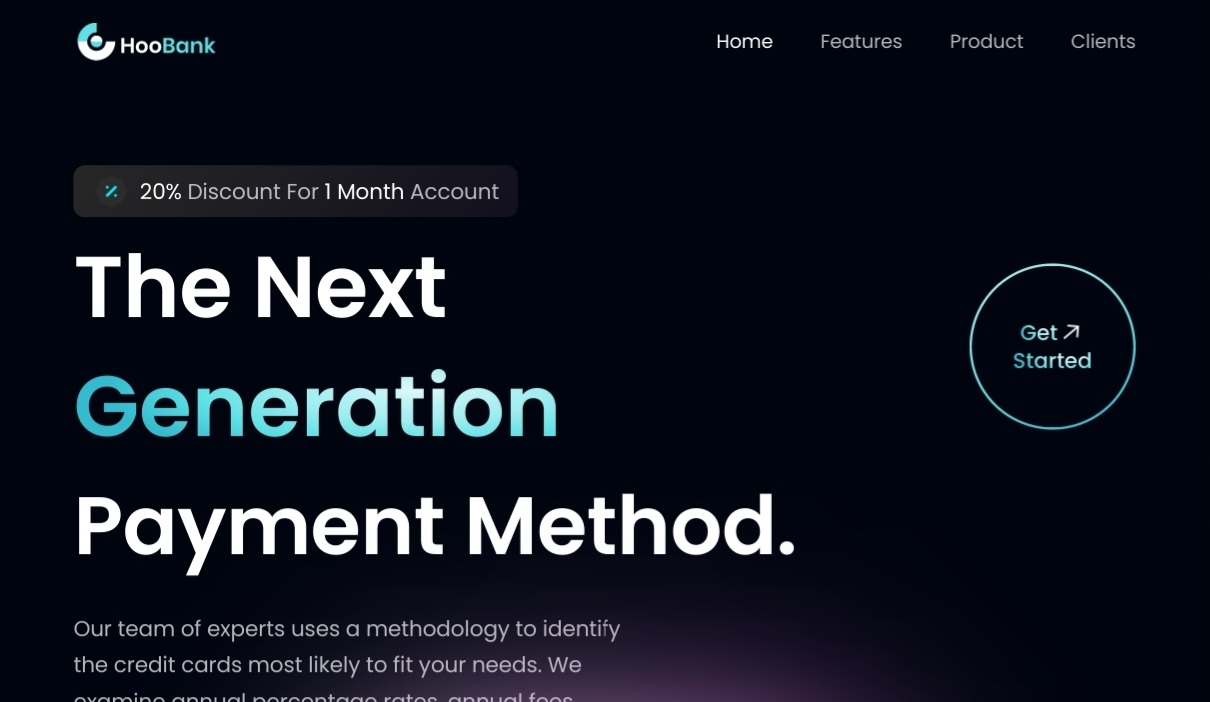 HooBank
Home Features Product Clients
20% Discount For 1 Month Account
The Next
Get
Started
Generation
Payment Method.
Our team of experts uses a methodology to identify
the credit cards most likely to fit your needs. We
examine annual percentage rates, annual fees